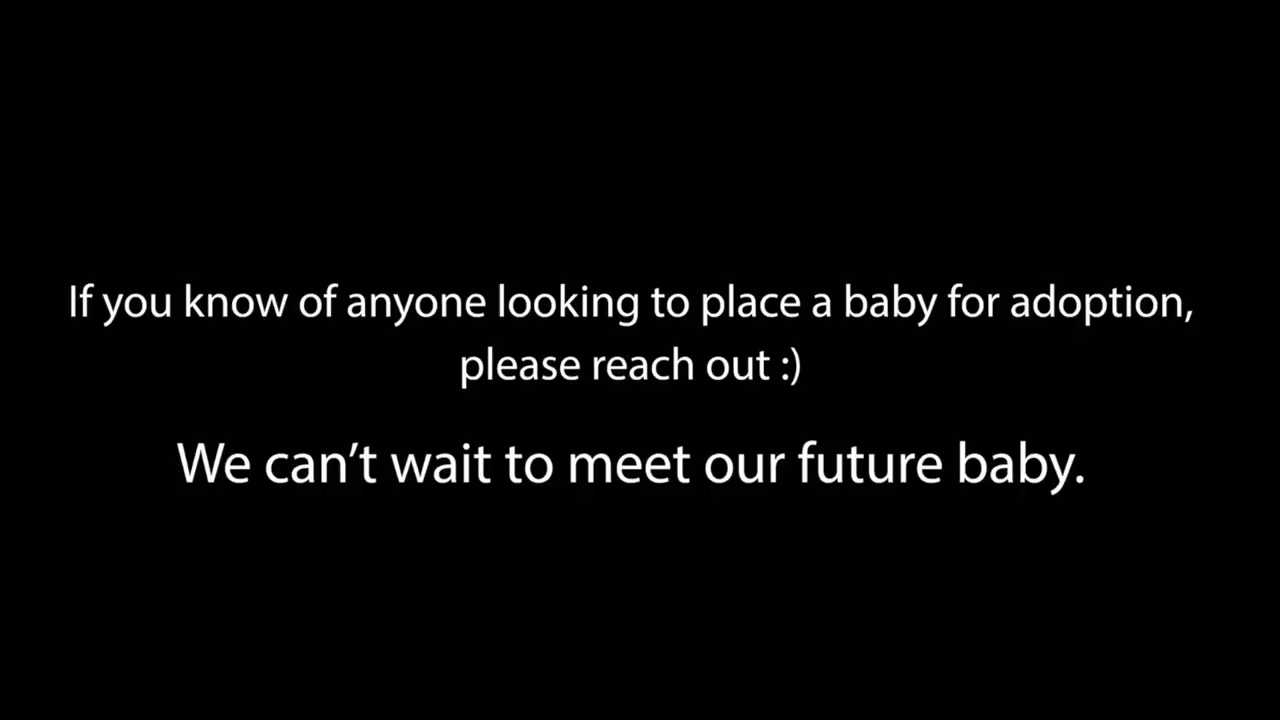 If you know of anyone looking to place a baby for adoption,
please reach out :)
We can’t wait to meet our future baby.